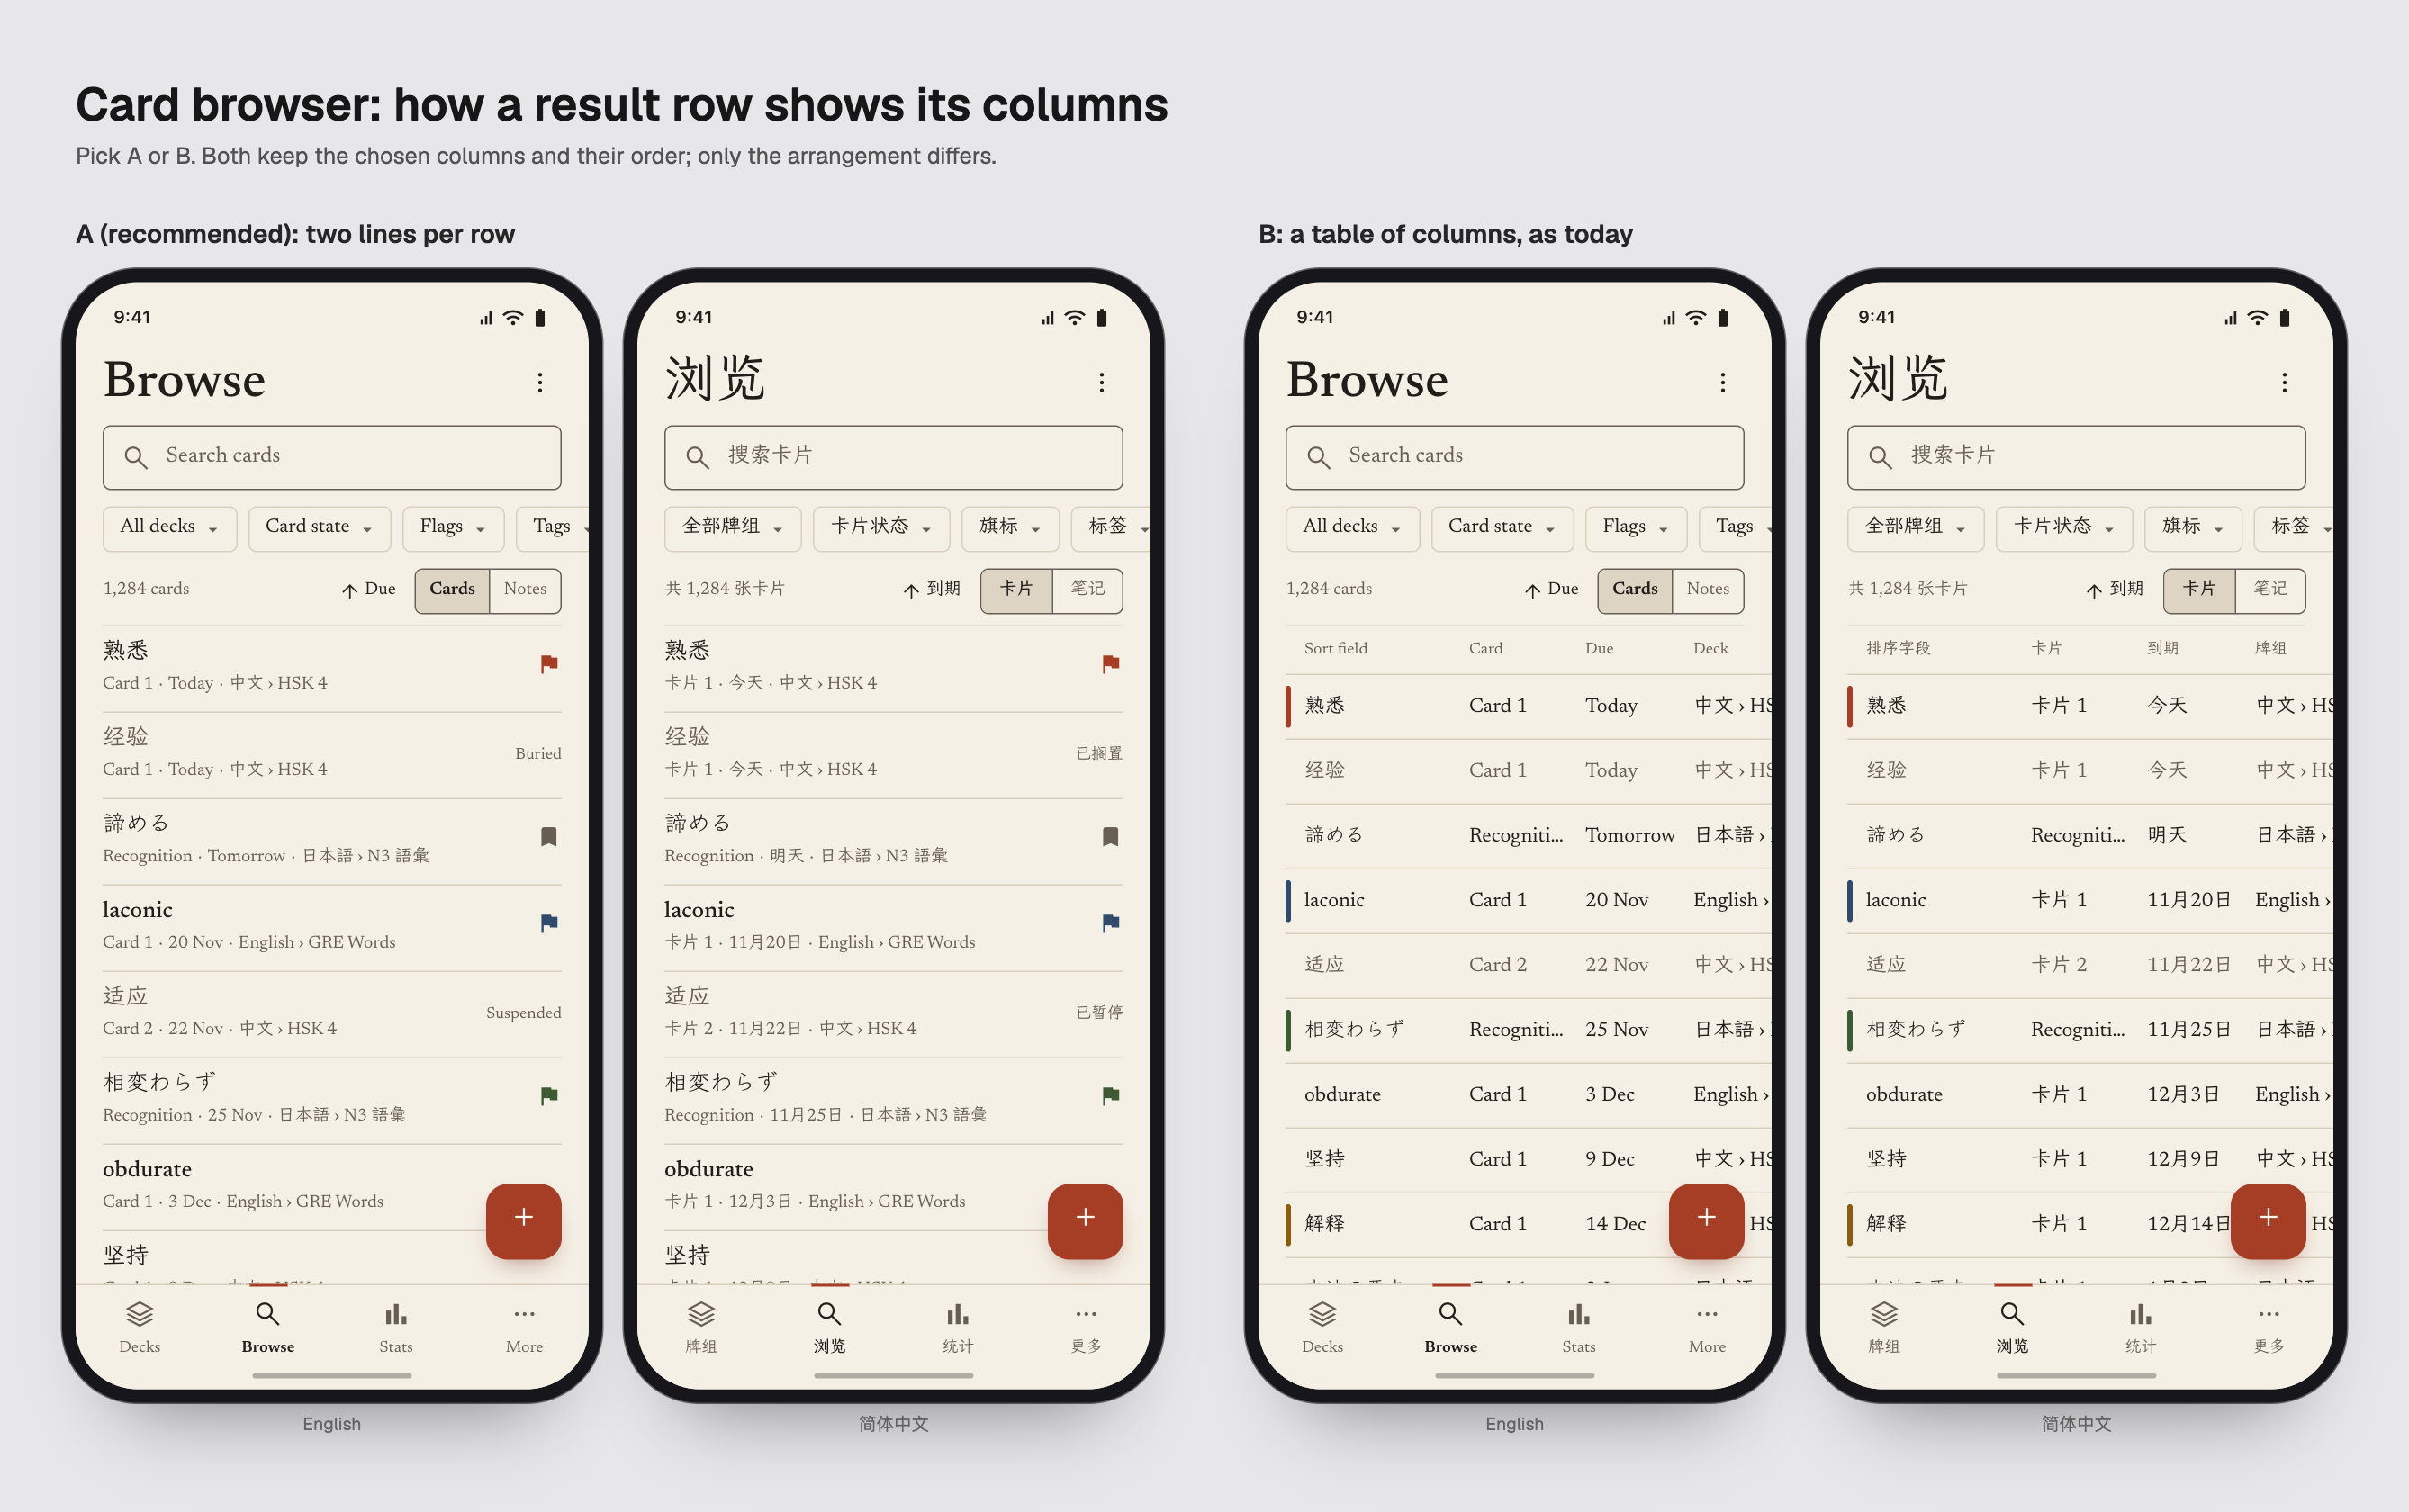 Card browser: how a result row shows its columns
Pick A or B. Both keep the chosen columns and their order; only the arrangement differs.
A (recommended): two lines per row
9:41
Browse
Search cards
All decks
Card state
Flags
Tags
1,284 cards
Due
Cards
Notes
熟悉
Card 1 · Today · 中文 › HSK 4
经验
Card 1 · Today · 中文 › HSK 4
Buried
諦める
Recognition · Tomorrow · 日本語 › N3 語彙
laconic
Card 1 · 20 Nov · English › GRE Words
适应
Card 2 · 22 Nov · 中文 › HSK 4
Suspended
相変わらず
Recognition · 25 Nov · 日本語 › N3 語彙
obdurate
Card 1 · 3 Dec · English › GRE Words
坚持
Decks
Browse
Stats
More
English
9:41
浏览
搜索卡片
全部牌组
卡片状态
旗标
标签
共 1,284 张卡片
到期
卡片
笔记
熟悉
卡片 1 · 今天 · 中文 › HSK 4
经验
卡片 1 · 今天 · 中文 › HSK 4
已搁置
諦める
Recognition · 明天 · 日本語 › N3 語彙
laconic
卡片 1 · 11月20日 · English › GRE Words
适应
卡片 2 · 11月22日 · 中文 › HSK 4
已暂停
相変わらず
Recognition · 11月25日 · 日本語 › N3 語彙
obdurate
卡片 1 · 12月3日 · English › GRE Words
坚持
牌组
浏览
统计
更多
简体中文
B: a table of columns, as today
9:41
Browse
Search cards
All decks
Card state
Flags
Tags
1,284 cards
Due
Cards
Notes
Sort field Card Due Deck
熟悉 Card 1 Today 中文 › HS
经验 Card 1 Today 中文 › HS
諦める Recogniti... Tomorrow 日本語 ›
laconic Card 1 20 Nov English ›
适应 Card 2 22 Nov 中文 › HS
相変わらず Recogniti... 25 Nov 日本語 ›
obdurate Card 1 3 Dec English ›
坚持 Card 1 9 Dec 中文 › HS
解释 Card 1 14 Dec HS
Decks
Browse
Stats
More
English
9:41
浏览
搜索卡片
全部牌组
卡片状态
旗标
标签
共 1,284 张卡片
到期
卡片
笔记
排序字段 卡片 到期 牌组
熟悉 卡片 1 今天 中文 › HS
经验 卡片 1 今天 中文 › HS
諦める Recogniti... 明天 日本語 ›
laconic 卡片 1 11月20日 English ›
适应 卡片 2 11月22日 中文 › HS
相変わらず Recogniti... 11月25日 日本語 ›
obdurate 卡片 1 12月3日 English ›
坚持 卡片 1 12月9日 中文 › HS
解释 卡片 1 12月14日 HS
牌组
浏览
统计
更多
简体中文